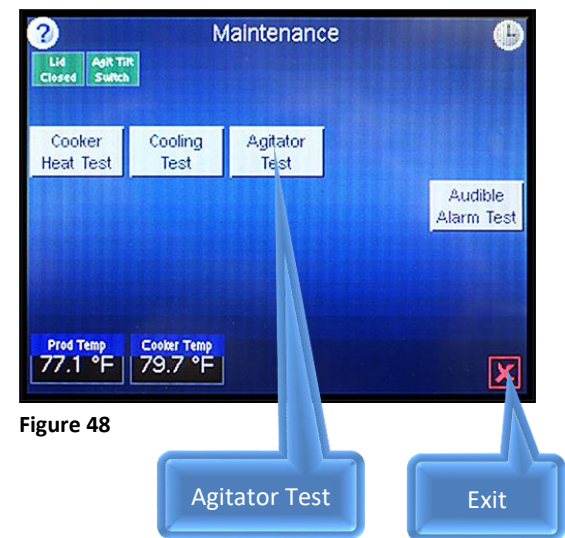 ? Maintenance
Lid Closed
Agit Tilt Switch
Cooker Heat Test
Cooling Test
Agitator Test
Audible Alarm Test
Prod Temp
77.1 °F
Cooker Temp
79.7 °F
X
Figure 48
Agitator Test
Exit